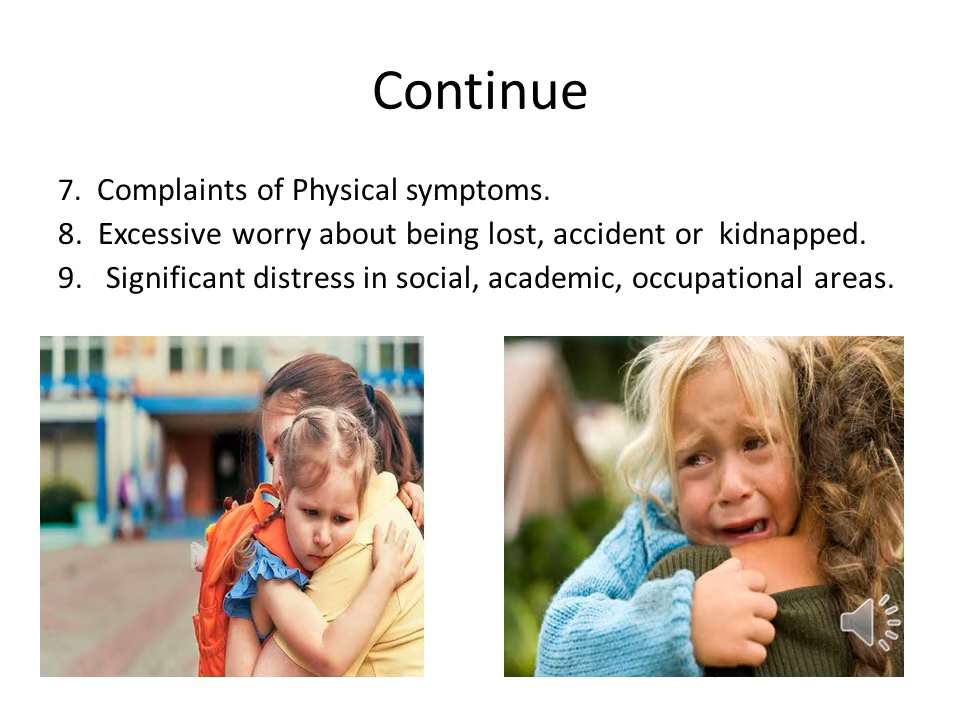 Continue
7. Complaints of Physical symptoms.
8. Excessive worry about being lost, accident or kidnapped.
9. Significant distress in social, academic, occupational areas.